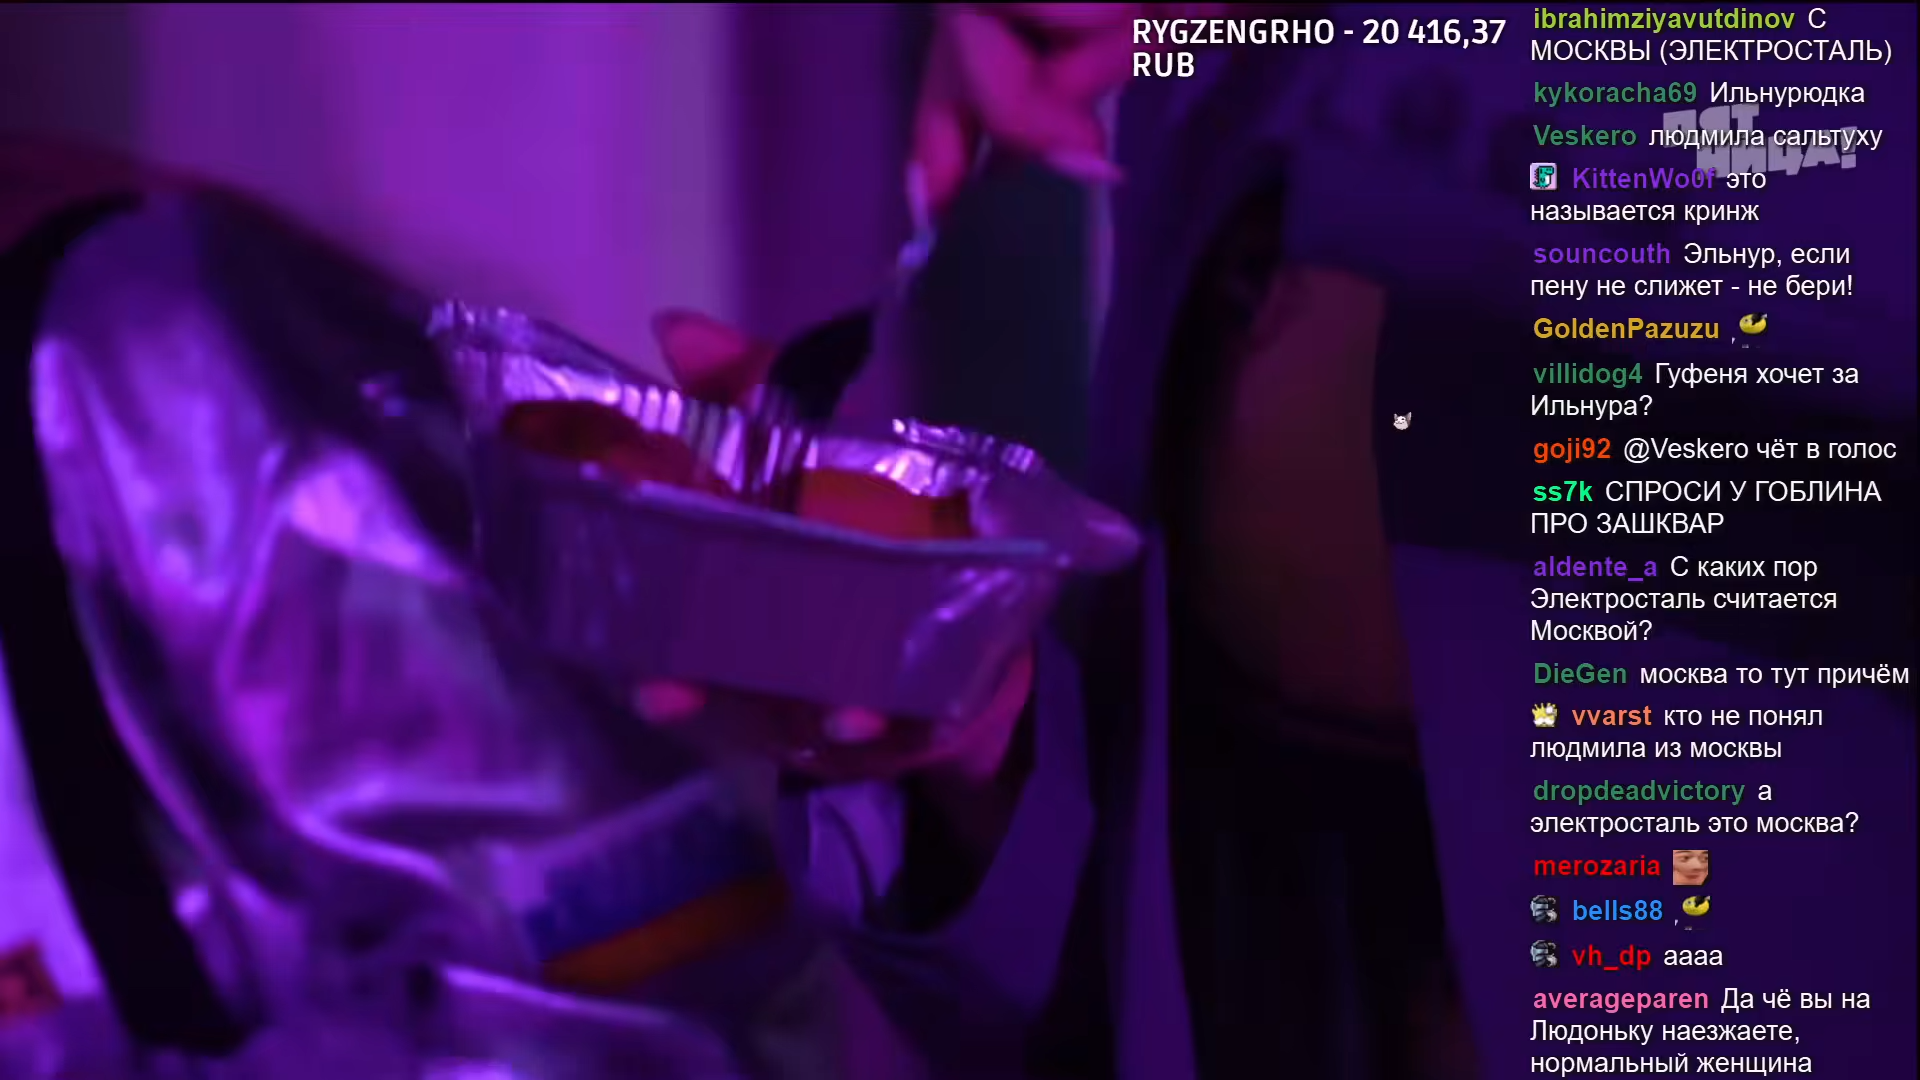 RYGZENGRHO - 20 416,37
RUB
ibrahimziyavutdinov С
МОСКВЫ (ЭЛЕКТРОСТАЛЬ)
kykoracha69 Ильнурюдка
ПЯТ
НИЦА!
Veskero людмила сальтуху
KittenWo0f это
называется кринж
souncouth Эльнур, если
пену не слижет - не бери!
GoldenPazuzu
villidog4 Гуфеня хочет за
Ильнура?
goji92 @Veskero чёт в голос
ss7k СПРОСИ У ГОБЛИНА
ПРО ЗАШКВАР
aldente_a С каких пор
Электросталь считается
Москвой?
DieGen москва то тут причём
vvarst кто не понял
людмила из москвы
dropdeadvictory а
электросталь это москва?
merozaria
bells88
vh_dp аааа
averageparen Да чё вы на
Людоньку наезжаете,
нормальный женщина